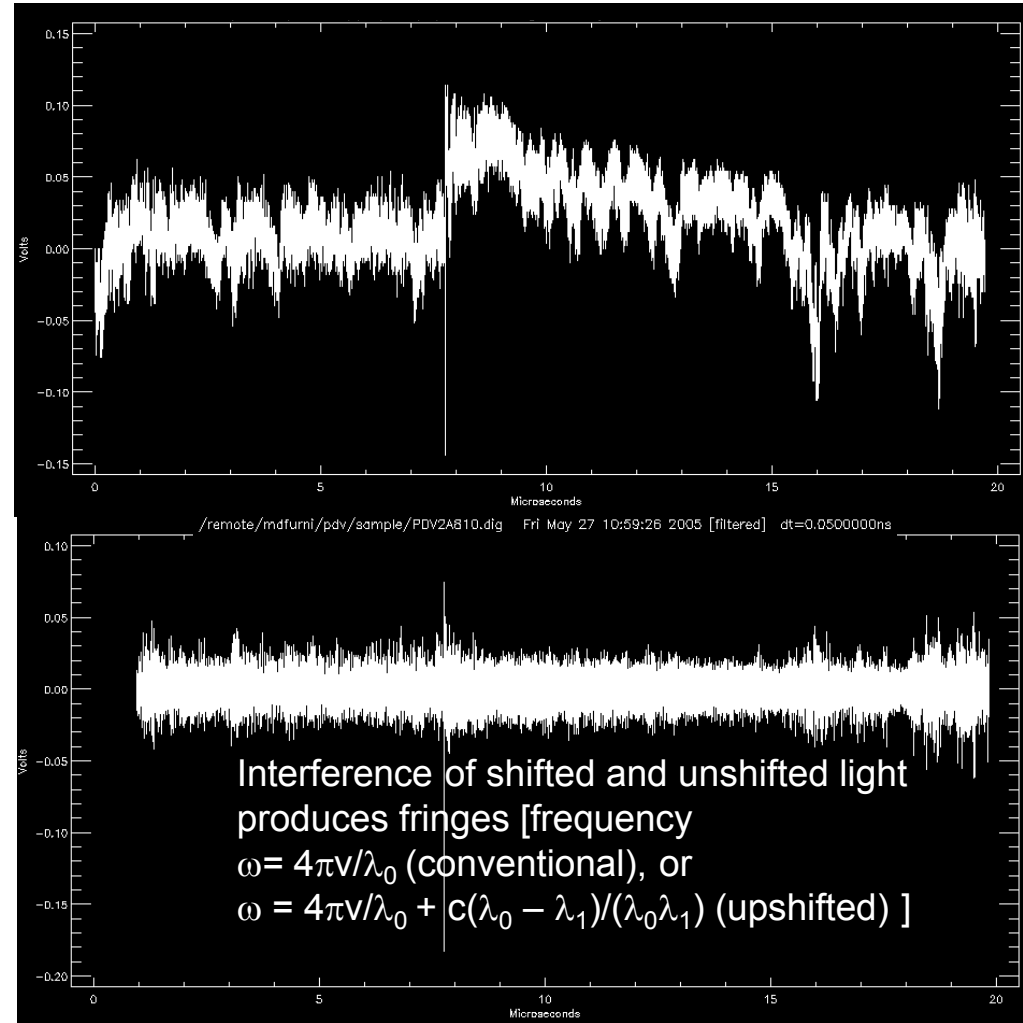 0.15
0.10
0.05
0.00
-0.05
-0.10
-0.15
Volts
0 5 10 15 20
Microseconds
/remote/mdfurni/pdv/sample/PDV2A810.dig Fri May 27 10:59:26 2005 [filtered] dt=0.0500000ns
0.10
0.05
0.00
-0.05
-0.10
-0.15
-0.20
Volts
Interference of shifted and unshifted light
produces fringes [frequency
ω= 4πv/λ₀ (conventional), or
ω = 4πv/λ₀ + c(λ₀ – λ₁)/(λ₀λ₁) (upshifted) ]
0 5 10 15 20
Microseconds